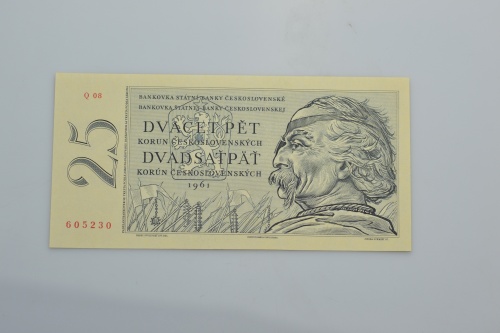 Q 08
BANKOVKA STÁTNÍ BANKY ČESKOSLOVENSKÉ
BANKOVKA ŠTÁTNEJ BANKY ČESKOSLOVENSKEJ
DVACET PĚT
KORUN ČESKOSLOVENSKÝCH
DVADSAŤPÄŤ
KORÚN ČESKOSLOVENSKÝCH
1961
25
605230